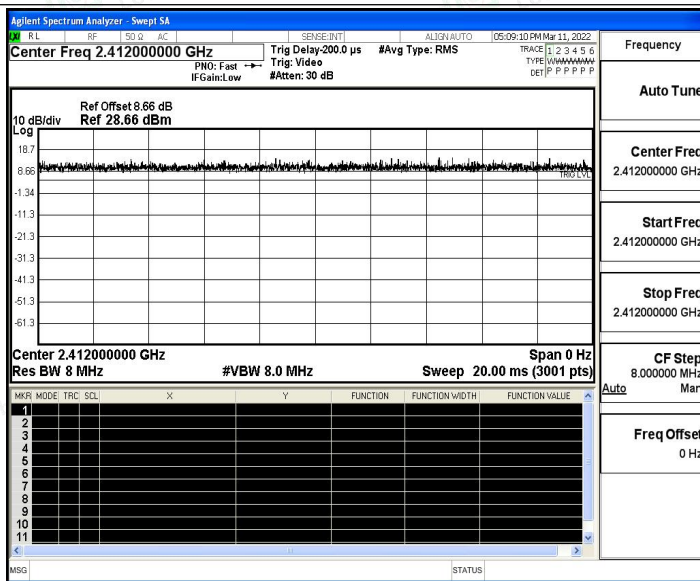 Agilent Spectrum Analyzer - Swept SA
LXI RL RF 50 Ω AC SENSE:INT ALIGN AUTO 05:09:10 PM Mar 11, 2022
Center Freq 2.412000000 GHz
PNO: Fast
IFGain:Low
Trig Delay-200.0 µs
Trig: Video
#Atten: 30 dB
#Avg Type: RMS
TRACE 1 2 3 4 5 6
TYPE WWWWWW
DET P P P P P P
Ref Offset 8.66 dB
10 dB/div Ref 28.66 dBm
Log
18.7
8.66
TRIG LVL
-1.34
-11.3
-21.3
-31.3
-41.3
-51.3
-61.3
Center 2.412000000 GHz Span 0 Hz
Res BW 8 MHz #VBW 8.0 MHz Sweep 20.00 ms (3001 pts)
MKR MODE TRC SCL X Y FUNCTION FUNCTION WIDTH FUNCTION VALUE
1
2
3
4
5
6
7
8
9
10
11
MSG STATUS
Frequency
Auto Tune
Center Freq
2.412000000 GHz
Start Freq
2.412000000 GHz
Stop Freq
2.412000000 GHz
CF Step
8.000000 MHz
Auto Man
Freq Offset
0 Hz